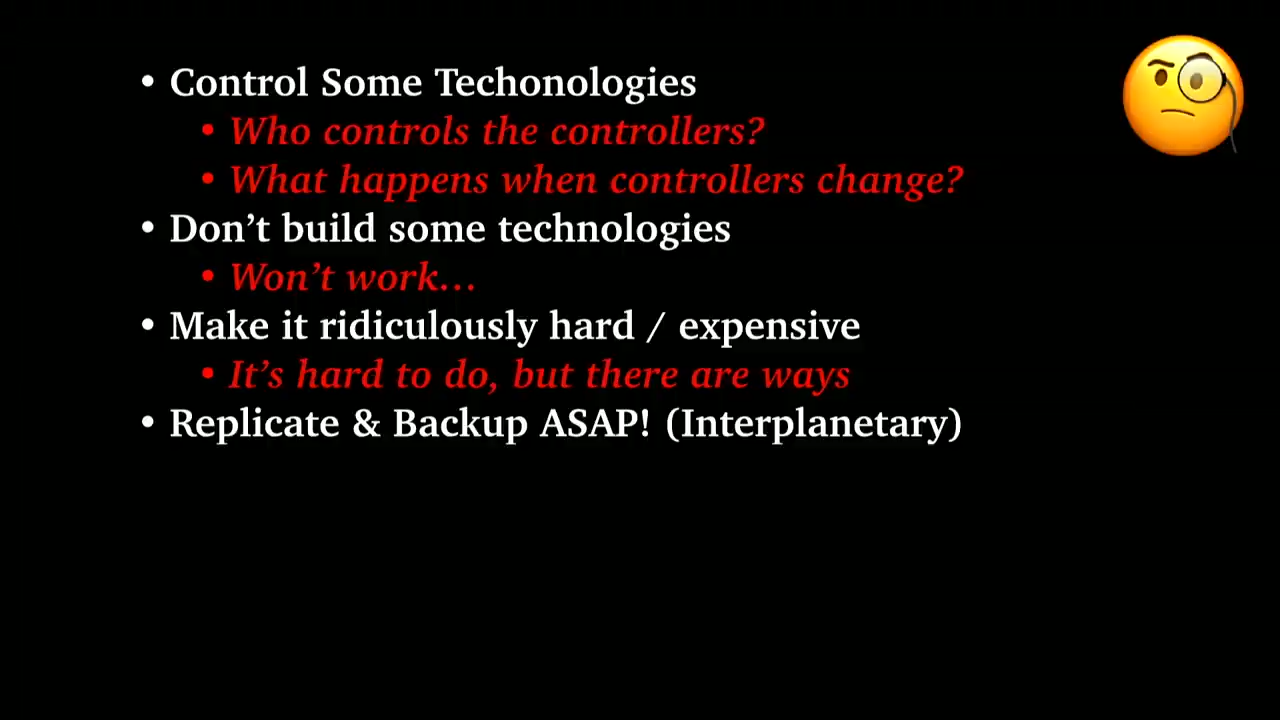 • Control Some Techonologies
• Who controls the controllers?
• What happens when controllers change?
• Don’t build some technologies
• Won’t work…
• Make it ridiculously hard / expensive
• It’s hard to do, but there are ways
• Replicate & Backup ASAP! (Interplanetary)